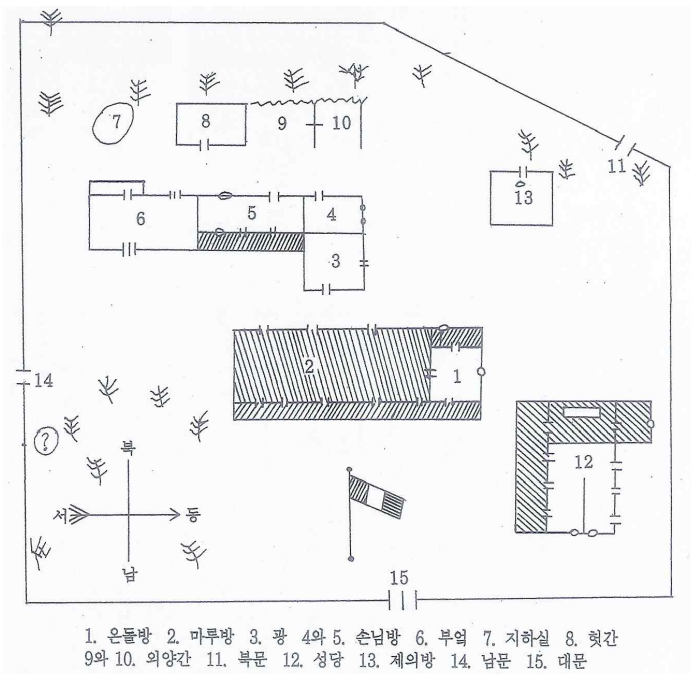 7
8
9
10
11
13
6
5
4
3
2
1
14
?
북
서
동
남
12
15
1. 온돌방 2. 마루방 3. 광 4와 5. 손님방 6. 부엌 7. 지하실 8. 헛간
9와 10. 외양간 11. 북문 12. 성당 13. 제의방 14. 남문 15. 대문